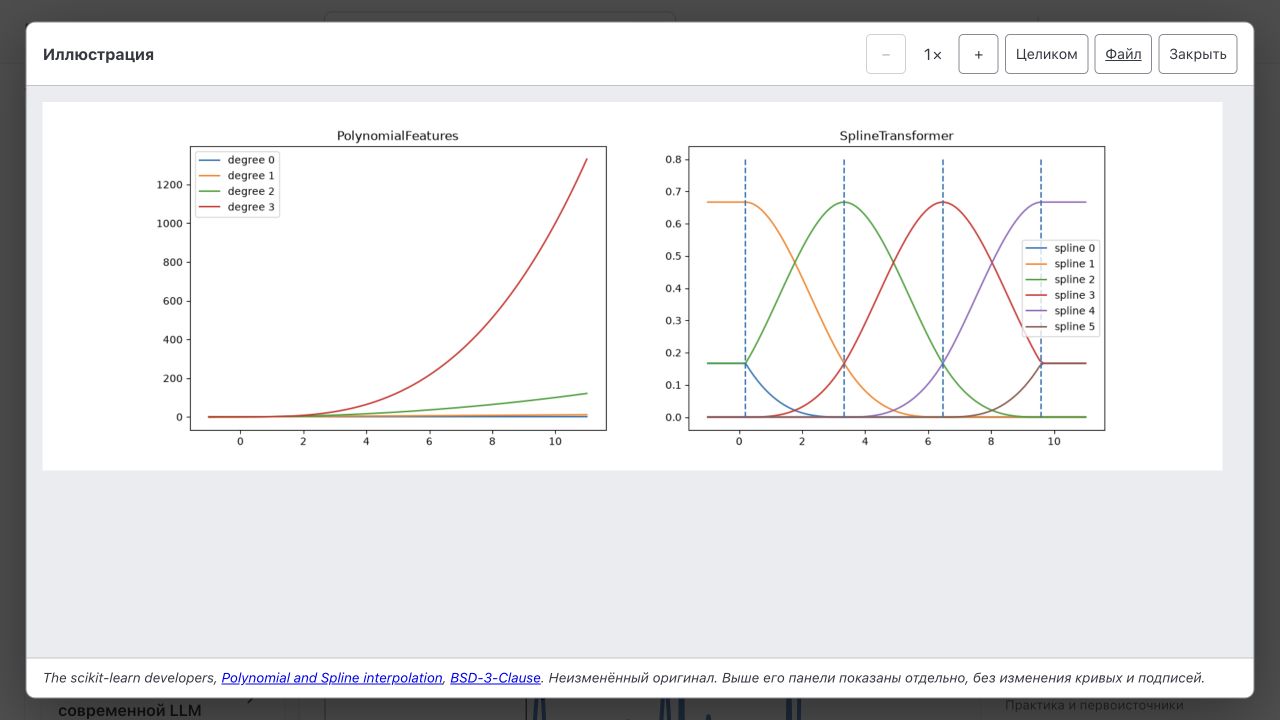 Иллюстрация
− 1× + Целиком Файл Закрыть
PolynomialFeatures
degree 0
degree 1
degree 2
degree 3
1200
1000
800
600
400
200
0
0 2 4 6 8 10
SplineTransformer
0.8
0.7
0.6
0.5
0.4
0.3
0.2
0.1
0.0
spline 0
spline 1
spline 2
spline 3
spline 4
spline 5
0 2 4 6 8 10
The scikit-learn developers, Polynomial and Spline interpolation, BSD-3-Clause. Неизменённый оригинал. Выше его панели показаны отдельно, без изменения кривых и подписей.
современной LLM
Практика и первоисточники